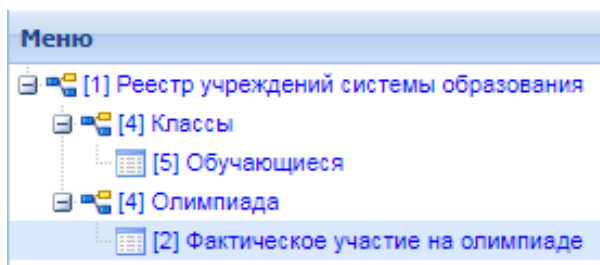 Меню
[1] Реестр учреждений системы образования
[4] Классы
[5] Обучающиеся
[4] Олимпиада
[2] Фактическое участие на олимпиаде